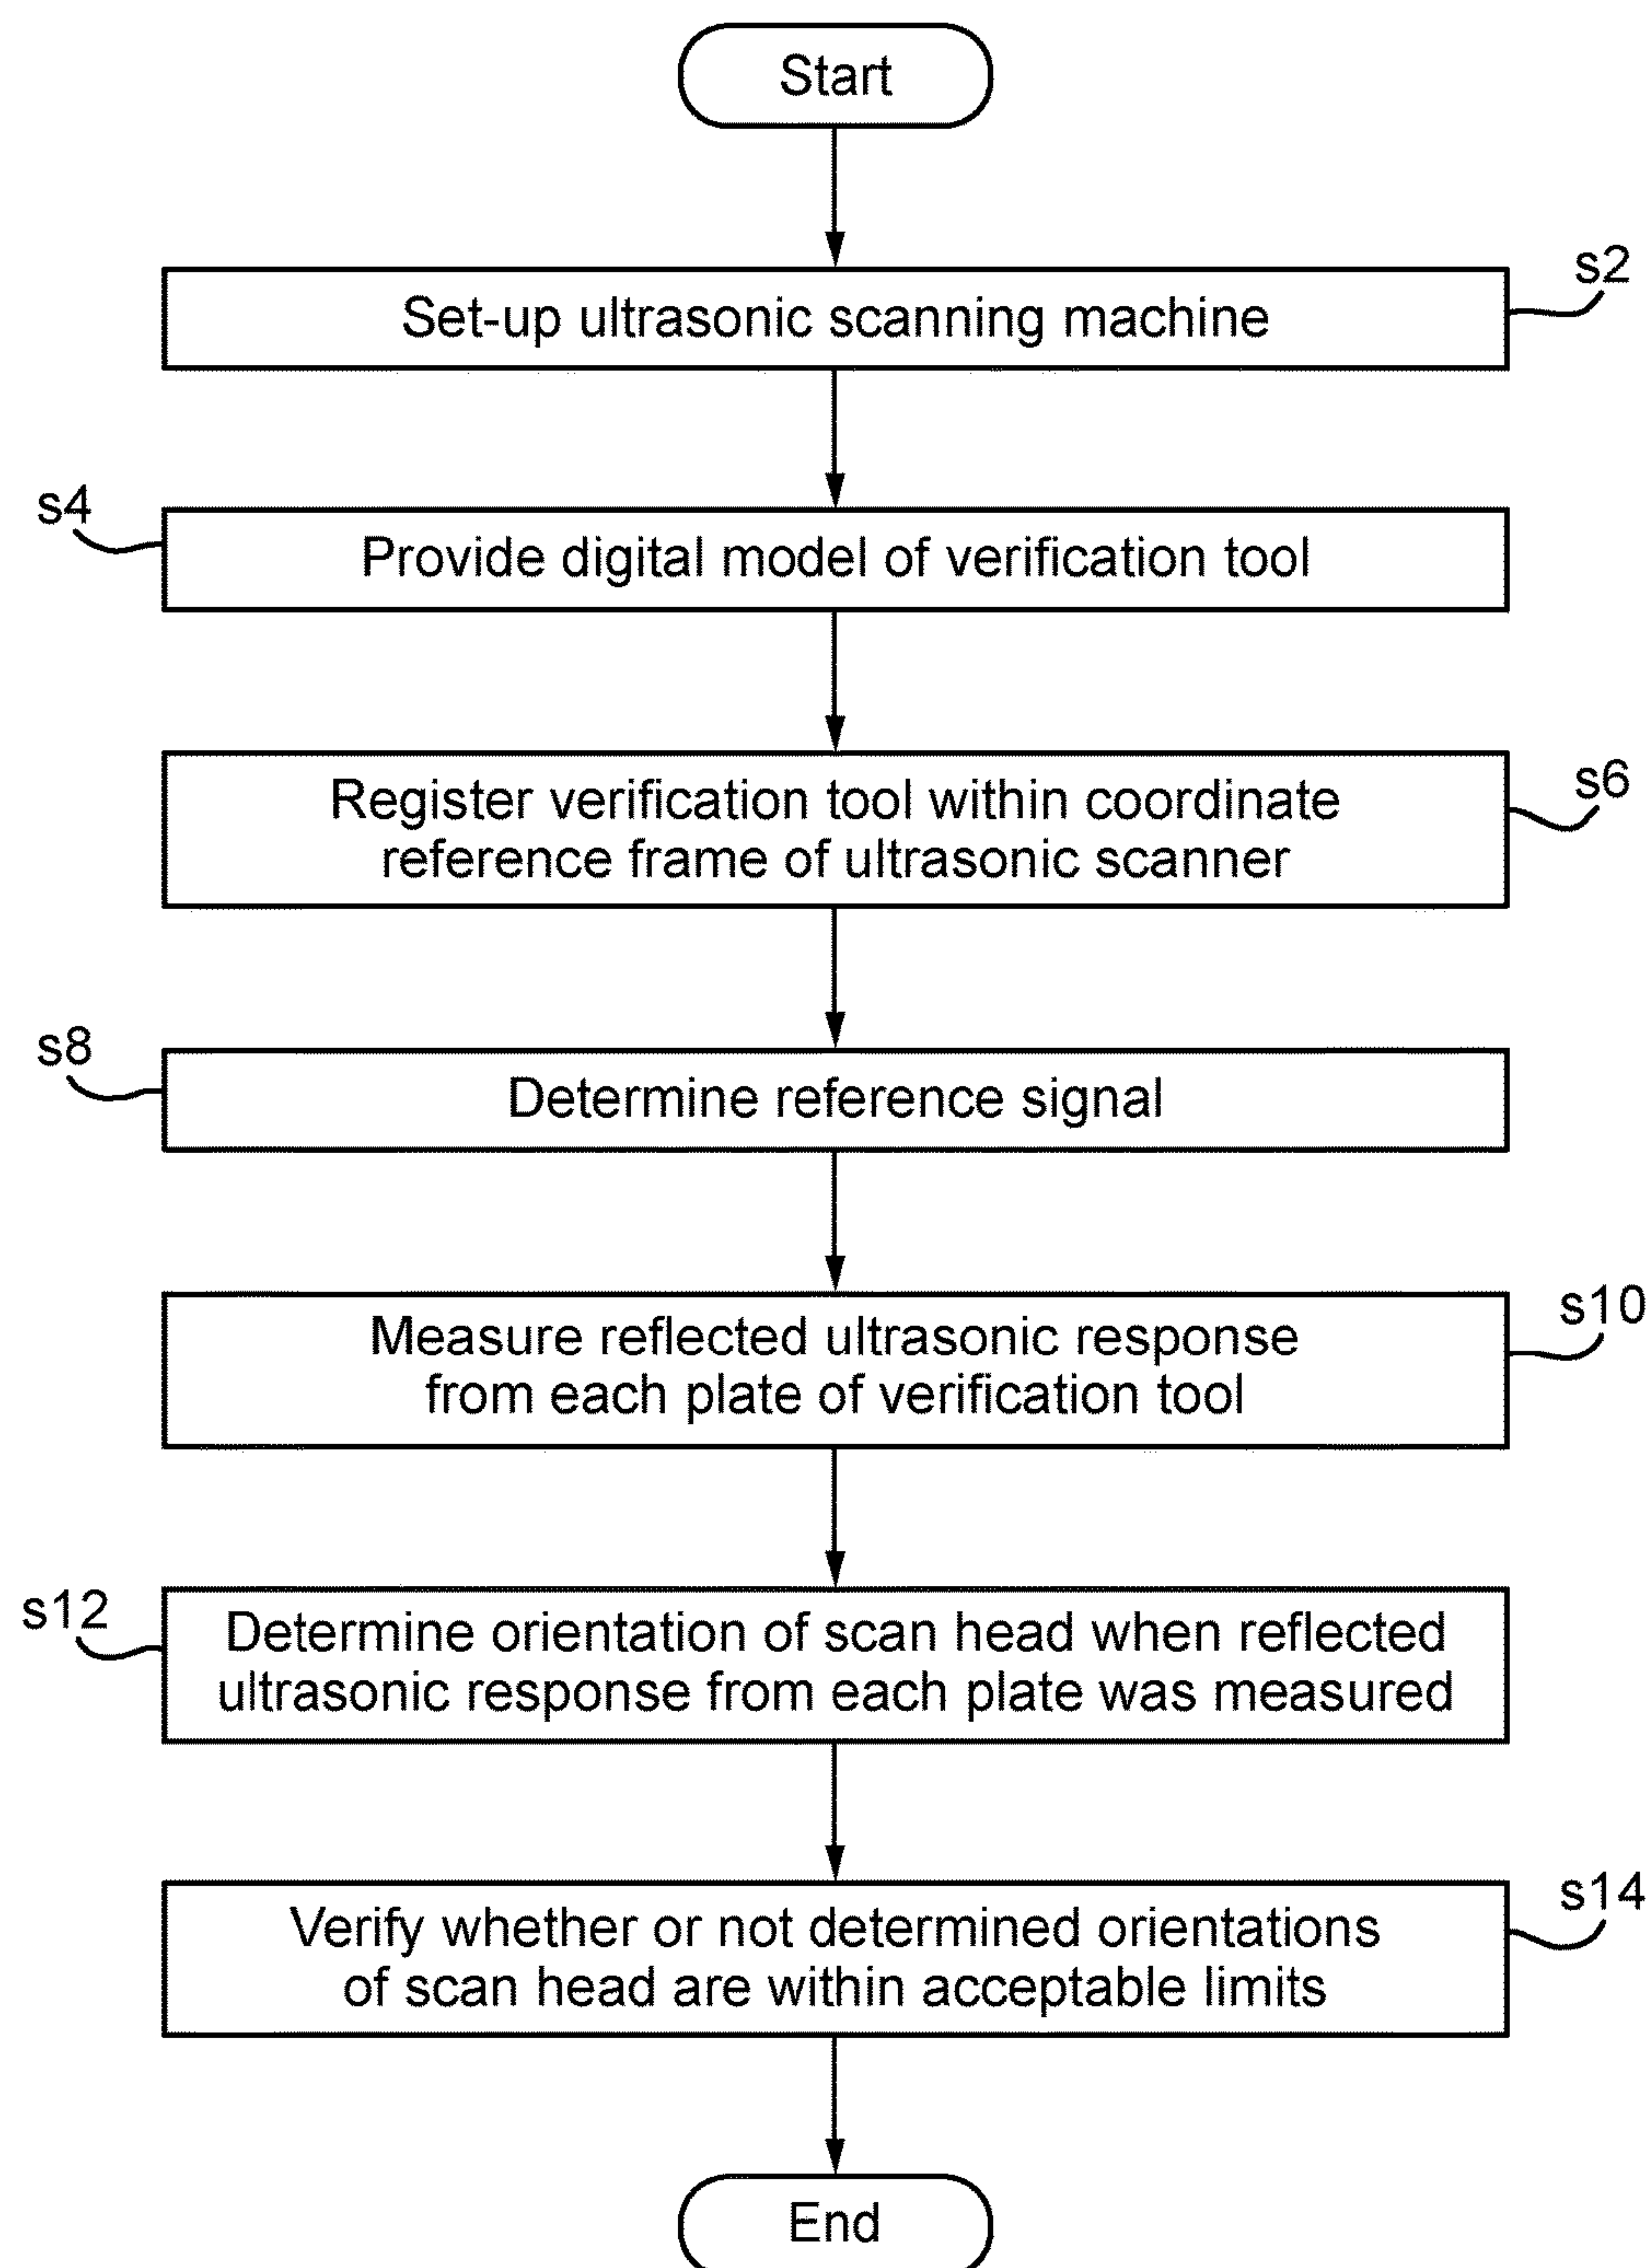 Start
s2
Set-up ultrasonic scanning machine
s4
Provide digital model of verification tool
s6
Register verification tool within coordinate
reference frame of ultrasonic scanner
s8
Determine reference signal
s10
Measure reflected ultrasonic response
from each plate of verification tool
s12
Determine orientation of scan head when reflected
ultrasonic response from each plate was measured
s14
Verify whether or not determined orientations
of scan head are within acceptable limits
End